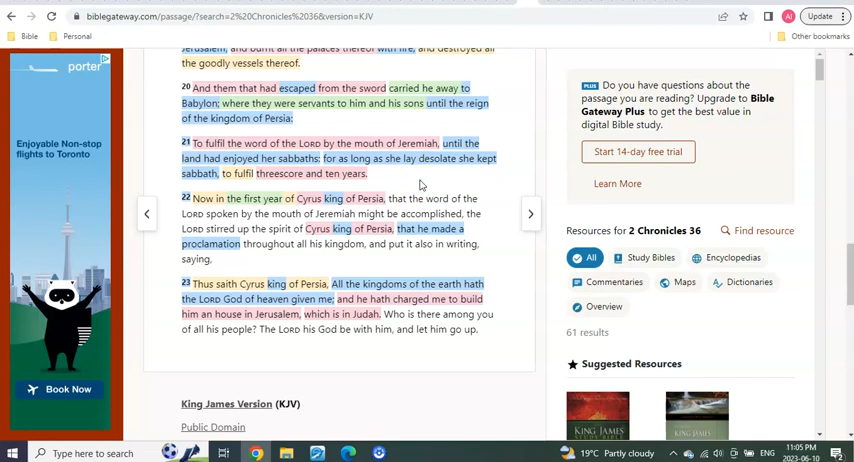 biblegateway.com/passage/?search=2%20Chronicles%2036&version=KJV
AI
Update
Bible
Personal
Other bookmarks
porter
Enjoyable Non-stop
flights to Toronto
Book Now
Jerusalem, and burnt all the palaces thereof with fire, and destroyed all
the goodly vessels thereof.
20 And them that had escaped from the sword carried he away to
Babylon; where they were servants to him and his sons until the reign
of the kingdom of Persia:
21 To fulfil the word of the LORD by the mouth of Jeremiah, until the
land had enjoyed her sabbaths: for as long as she lay desolate she kept
sabbath, to fulfil threescore and ten years.
22 Now in the first year of Cyrus king of Persia, that the word of the
LORD spoken by the mouth of Jeremiah might be accomplished, the
LORD stirred up the spirit of Cyrus king of Persia, that he made a
proclamation throughout all his kingdom, and put it also in writing,
saying,
23 Thus saith Cyrus king of Persia, All the kingdoms of the earth hath
the LORD God of heaven given me; and he hath charged me to build
him an house in Jerusalem, which is in Judah. Who is there among you
of all his people? The LORD his God be with him, and let him go up.
King James Version (KJV)
Public Domain
PLUS Do you have questions about the
passage you are reading? Upgrade to Bible
Gateway Plus to get the best value in
digital Bible study.
Start 14-day free trial
Learn More
Resources for 2 Chronicles 36
Find resource
All
Study Bibles
Encyclopedias
Commentaries
Maps
Dictionaries
Overview
61 results
Suggested Resources
KING JAMES
KING JAMES
Type here to search
19°C Partly cloudy
ENG
11:05 PM
2023-06-10
2